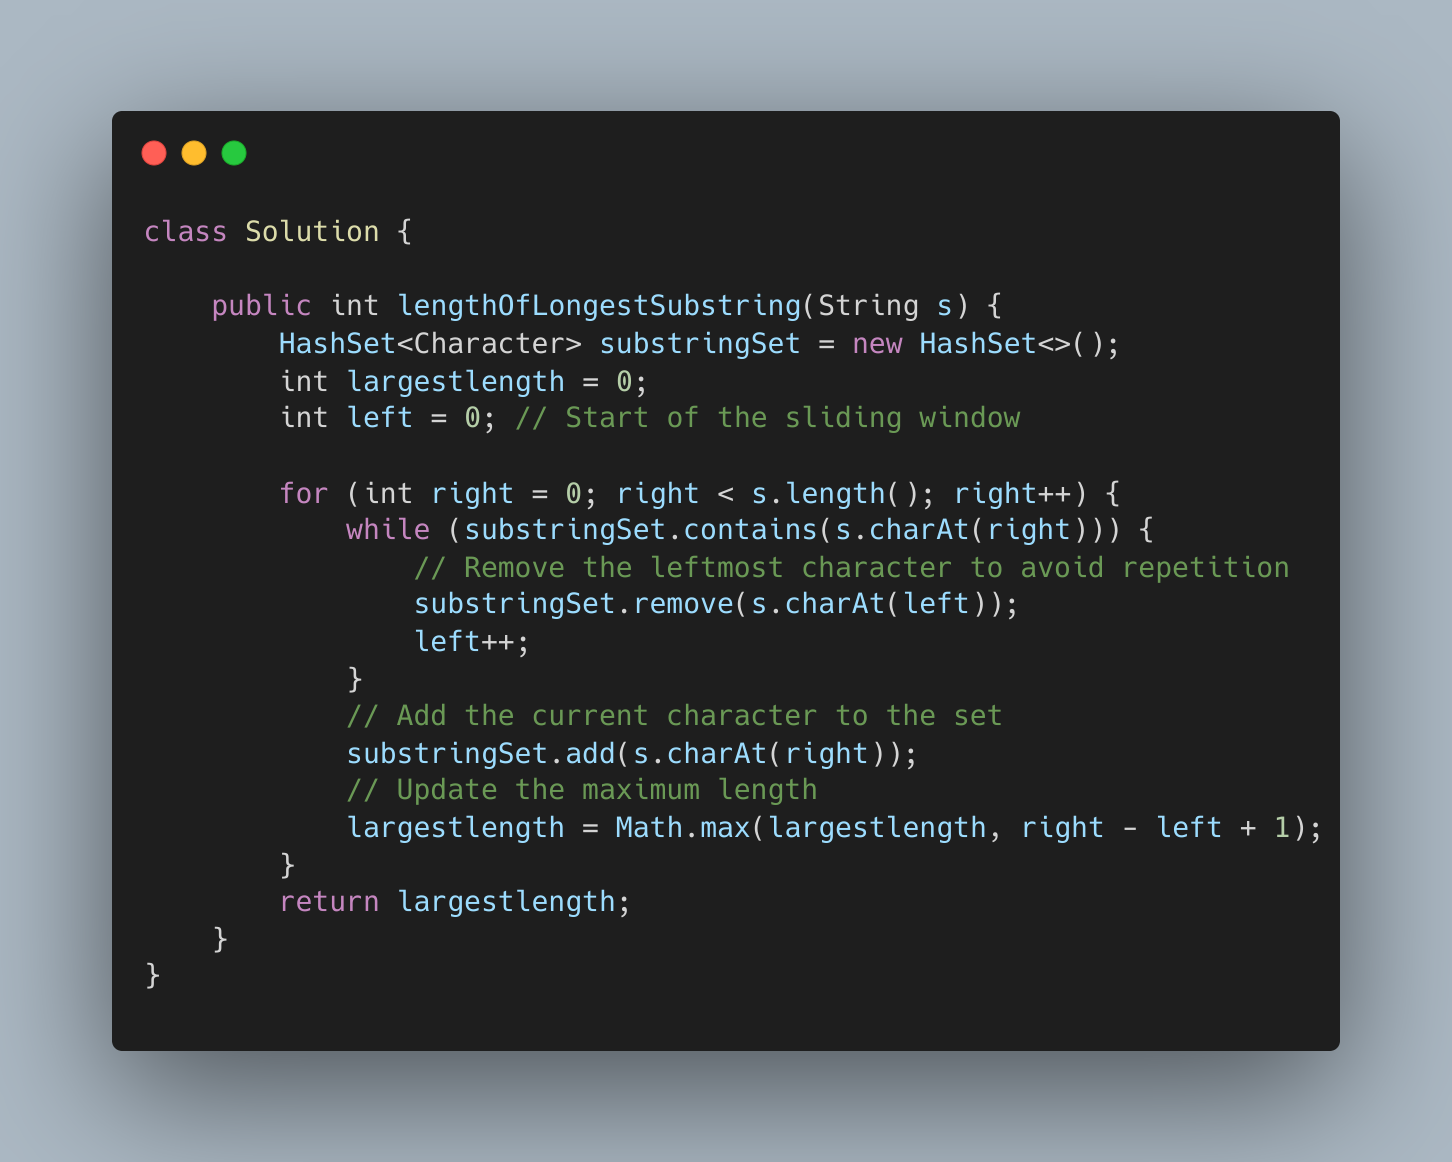 class Solution {
    public int lengthOfLongestSubstring(String s) {
        HashSet<Character> substringSet = new HashSet<>();
        int largestlength = 0;
        int left = 0; // Start of the sliding window
        for (int right = 0; right < s.length(); right++) {
            while (substringSet.contains(s.charAt(right))) {
                // Remove the leftmost character to avoid repetition
                substringSet.remove(s.charAt(left));
                left++;
            }
            // Add the current character to the set
            substringSet.add(s.charAt(right));
            // Update the maximum length
            largestlength = Math.max(largestlength, right - left + 1);
        }
        return largestlength;
    }
}